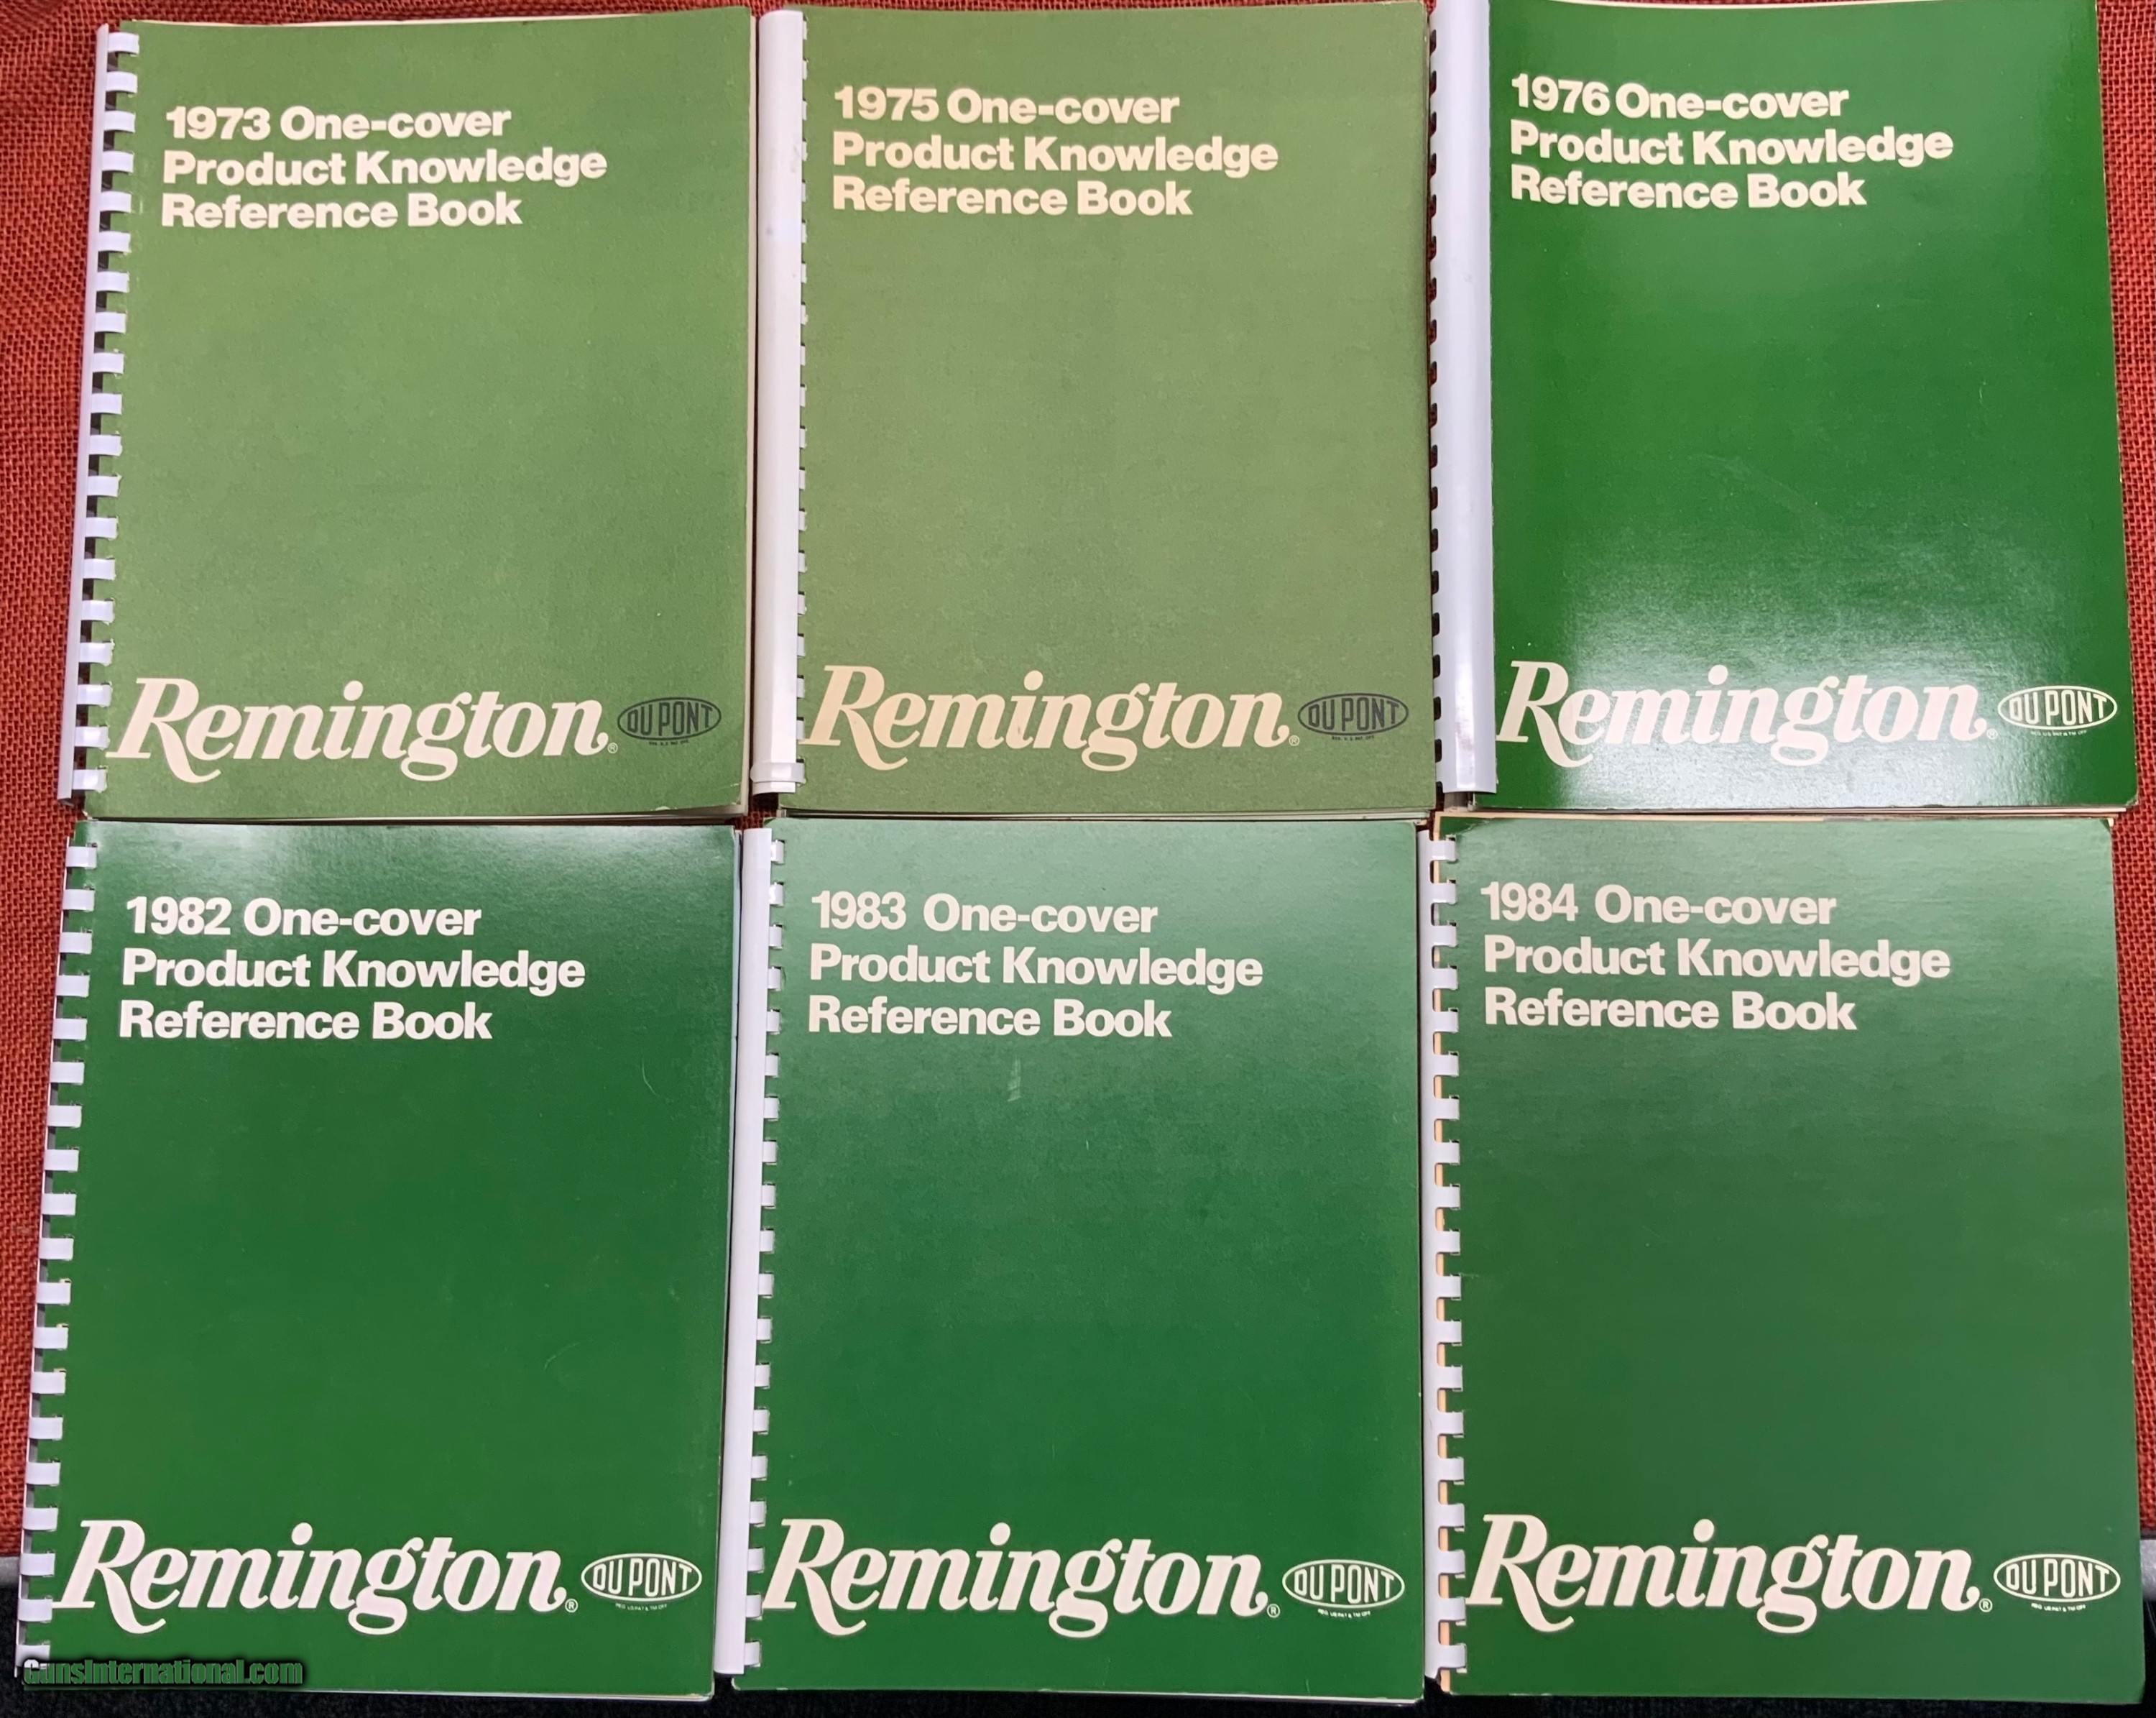 1973 One-cover
Product Knowledge
Reference Book
Remington®
DU PONT
1975 One-cover
Product Knowledge
Reference Book
Remington®
DU PONT
1976 One-cover
Product Knowledge
Reference Book
Remington®
DU PONT
1982 One-cover
Product Knowledge
Reference Book
Remington®
DU PONT
1983 One-cover
Product Knowledge
Reference Book
Remington®
DU PONT
1984 One-cover
Product Knowledge
Reference Book
Remington®
DU PONT
GunsInternational.com